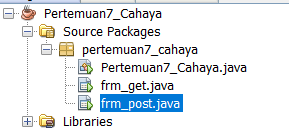 Pertemuan7_Cahaya
Source Packages
pertemuan7_cahaya
Pertemuan7_Cahaya.java
frm_get.java
frm_post.java
Libraries